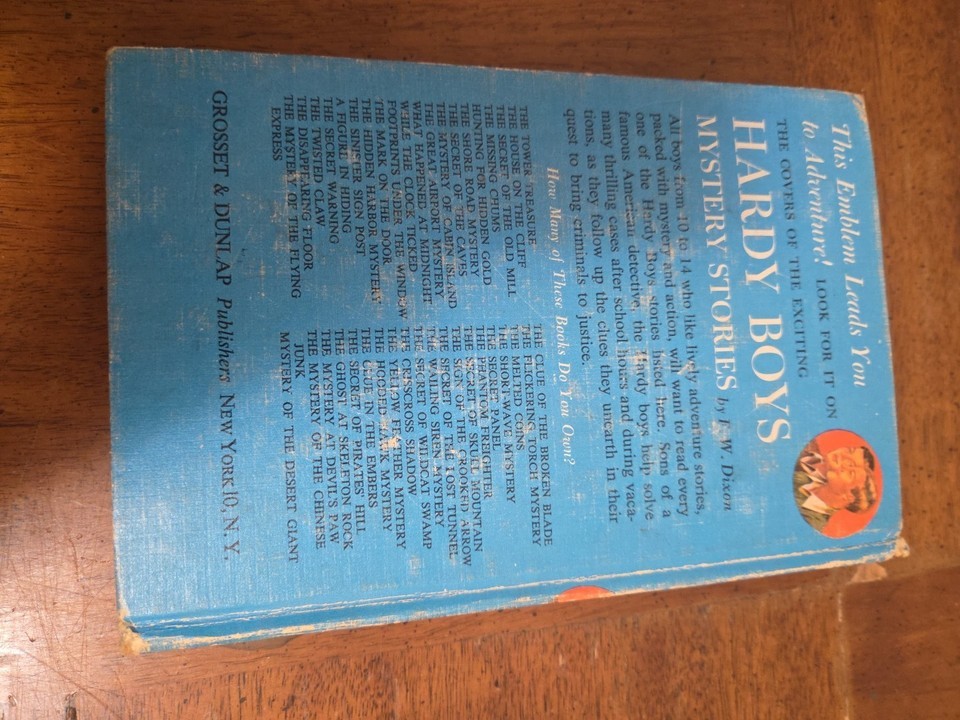 This Emblem Leads You
to Adventure! LOOK FOR IT ON
THE COVERS OF THE EXCITING
HARDY BOYS
MYSTERY STORIES by F. W. Dixon
All boys from 10 to 14 who like lively adventure stories,
packed with mystery and action, will want to read every
one of the Hardy Boys stories listed here. Sons of a
famous American detective, the Hardy boys help solve
many thrilling cases after school hours and during vaca-
tions, as they follow up the clues they unearth in their
quest to bring criminals to justice.
How Many of These Books Do You Own?
THE TOWER TREASURE
THE HOUSE ON THE CLIFF
THE SECRET OF THE OLD MILL
THE MISSING CHUMS
HUNTING FOR HIDDEN GOLD
THE SHORE ROAD MYSTERY
THE SECRET OF THE CAVES
THE MYSTERY OF CABIN ISLAND
THE GREAT AIRPORT MYSTERY
WHAT HAPPENED AT MIDNIGHT
WHILE THE CLOCK TICKED
FOOTPRINTS UNDER THE WINDOW
THE MARK ON THE DOOR
THE HIDDEN HARBOR MYSTERY
THE SINISTER SIGN POST
A FIGURE IN HIDING
THE SECRET WARNING
THE TWISTED CLAW
THE DISAPPEARING FLOOR
THE MYSTERY OF THE FLYING
EXPRESS
THE CLUE OF THE BROKEN BLADE
THE FLICKERING TORCH MYSTERY
THE MELTED COINS
THE SHORT-WAVE MYSTERY
THE SECRET PANEL
THE PHANTOM FREIGHTER
THE SECRET OF SKULL MOUNTAIN
THE SIGN OF THE CROOKED ARROW
THE SECRET OF THE LOST TUNNEL
THE WAILING SIREN MYSTERY
THE SECRET OF WILDCAT SWAMP
THE CRISSCROSS SHADOW
THE YELLOW FEATHER MYSTERY
THE HOODED HAWK MYSTERY
THE CLUE IN THE EMBERS
THE SECRET OF PIRATES' HILL
THE GHOST AT SKELETON ROCK
THE MYSTERY AT DEVIL'S PAW
THE MYSTERY OF THE CHINESE
JUNK
MYSTERY OF THE DESERT GIANT
GROSSET & DUNLAP Publishers NEW YORK 10, N. Y.